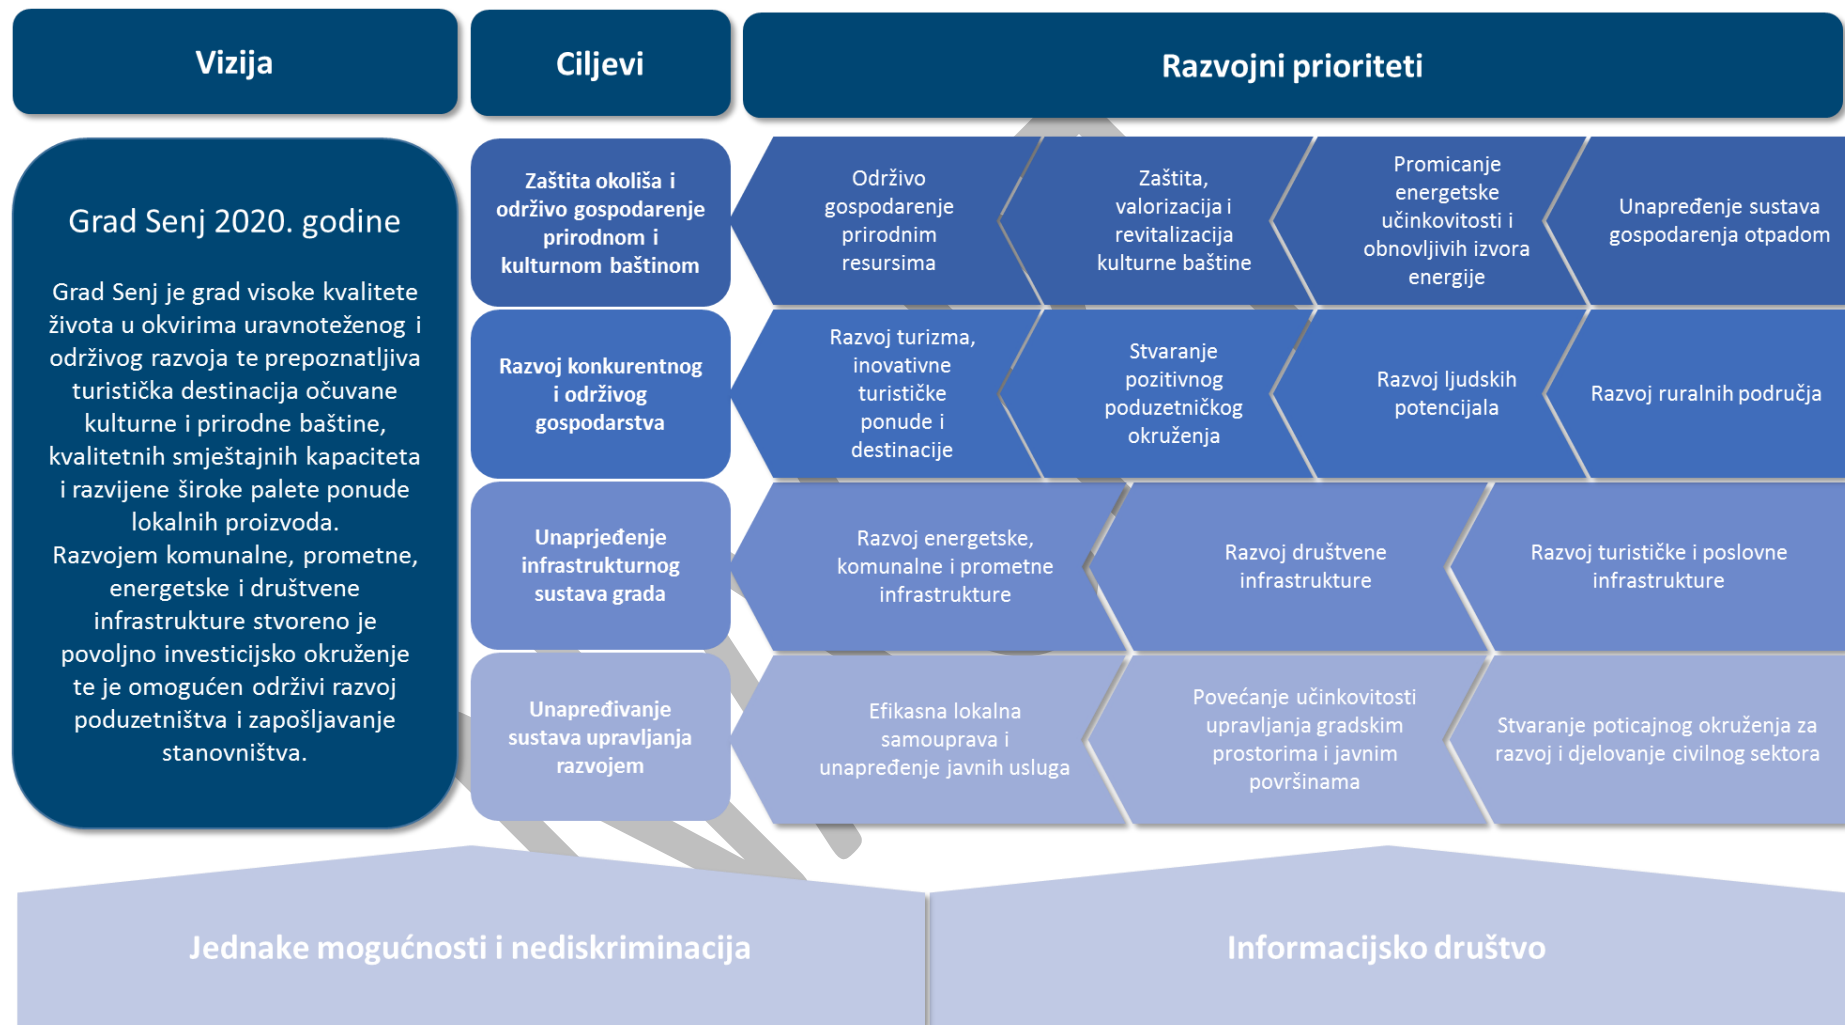 Vizija
Ciljevi
Razvojni prioriteti
Grad Senj 2020. godine
Grad Senj je grad visoke kvalitete
života u okvirima uravnoteženog i
održivog razvoja te prepoznatljiva
turistička destinacija očuvane
kulturne i prirodne baštine,
kvalitetnih smještajnih kapaciteta
i razvijene široke palete ponude
lokalnih proizvoda.
Razvojem komunalne, prometne,
energetske i društvene
infrastrukture stvoreno je
povoljno investicijsko okruženje
te je omogućen održivi razvoj
poduzetništva i zapošljavanje
stanovništva.
Zaštita okoliša i
održivo gospodarenje
prirodnom i
kulturnom baštinom
Održivo
gospodarenje
prirodnim
resursima
Zaštita,
valorizacija i
revitalizacija
kulturne baštine
Promicanje
energetske
učinkovitosti i
obnovljivih izvora
energije
Unapređenje sustava
gospodarenja otpadom
Razvoj konkurentnog
i održivog
gospodarstva
Razvoj turizma,
inovativne
turističke
ponude i
destinacije
Stvaranje
pozitivnog
poduzetničkog
okruženja
Razvoj ljudskih
potencijala
Razvoj ruralnih područja
Unaprjeđenje
infrastrukturnog
sustava grada
Razvoj energetske,
komunalne i prometne
infrastrukture
Razvoj društvene
infrastrukture
Razvoj turističke i poslovne
infrastrukture
Unapređivanje
sustava upravljanja
razvojem
Efikasna lokalna
samouprava i
unapređenje javnih usluga
Povećanje učinkovitosti
upravljanja gradskim
prostorima i javnim
površinama
Stvaranje poticajnog okruženja za
razvoj i djelovanje civilnog sektora
Jednake mogućnosti i nediskriminacija
Informacijsko društvo